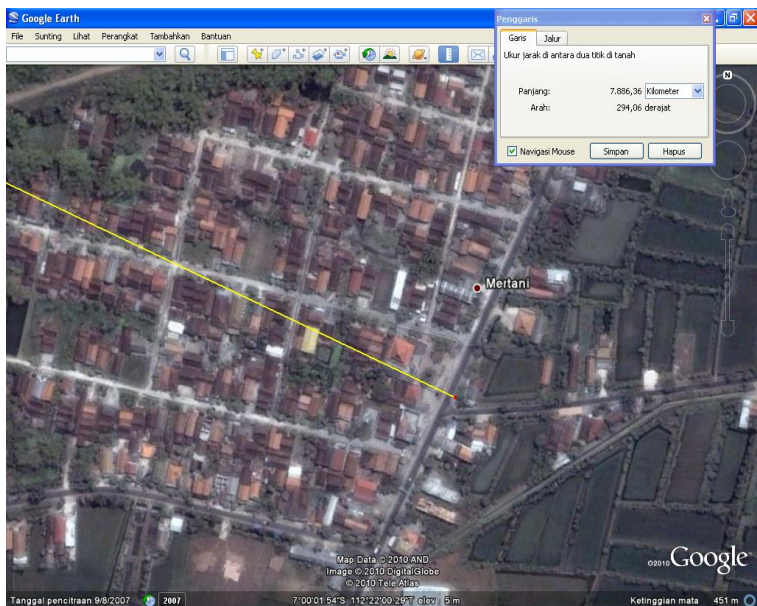 Google Earth
File Sunting Lihat Perangkat Tambahkan Bantuan
Penggaris
Garis Jalur
Ukur jarak di antara dua titik di tanah
Panjang: 7.886,36 Kilometer
Arah: 294,06 derajat
Navigasi Mouse Simpan Hapus
N
Mertani
Map Data © 2010 AND
Image © 2010 DigitalGlobe
© 2010 Tele Atlas
©2010 Google
Tanggal pencitraan 9/8/2007 2007 7°00'01.54"S 112°22'00.29"T elev 5 m Ketinggian mata 451 m